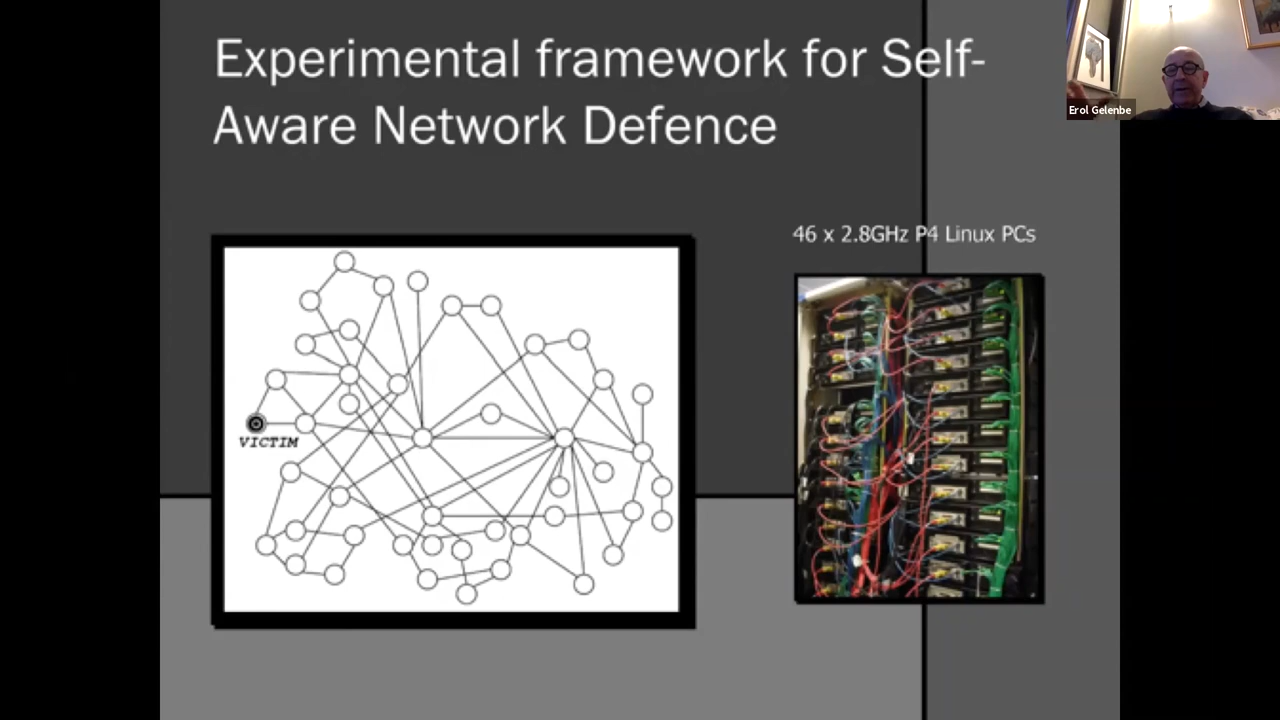 Experimental framework for Self-
Aware Network Defence
Erol Gelenbe
46 x 2.8GHz P4 Linux PCs
VICTIM